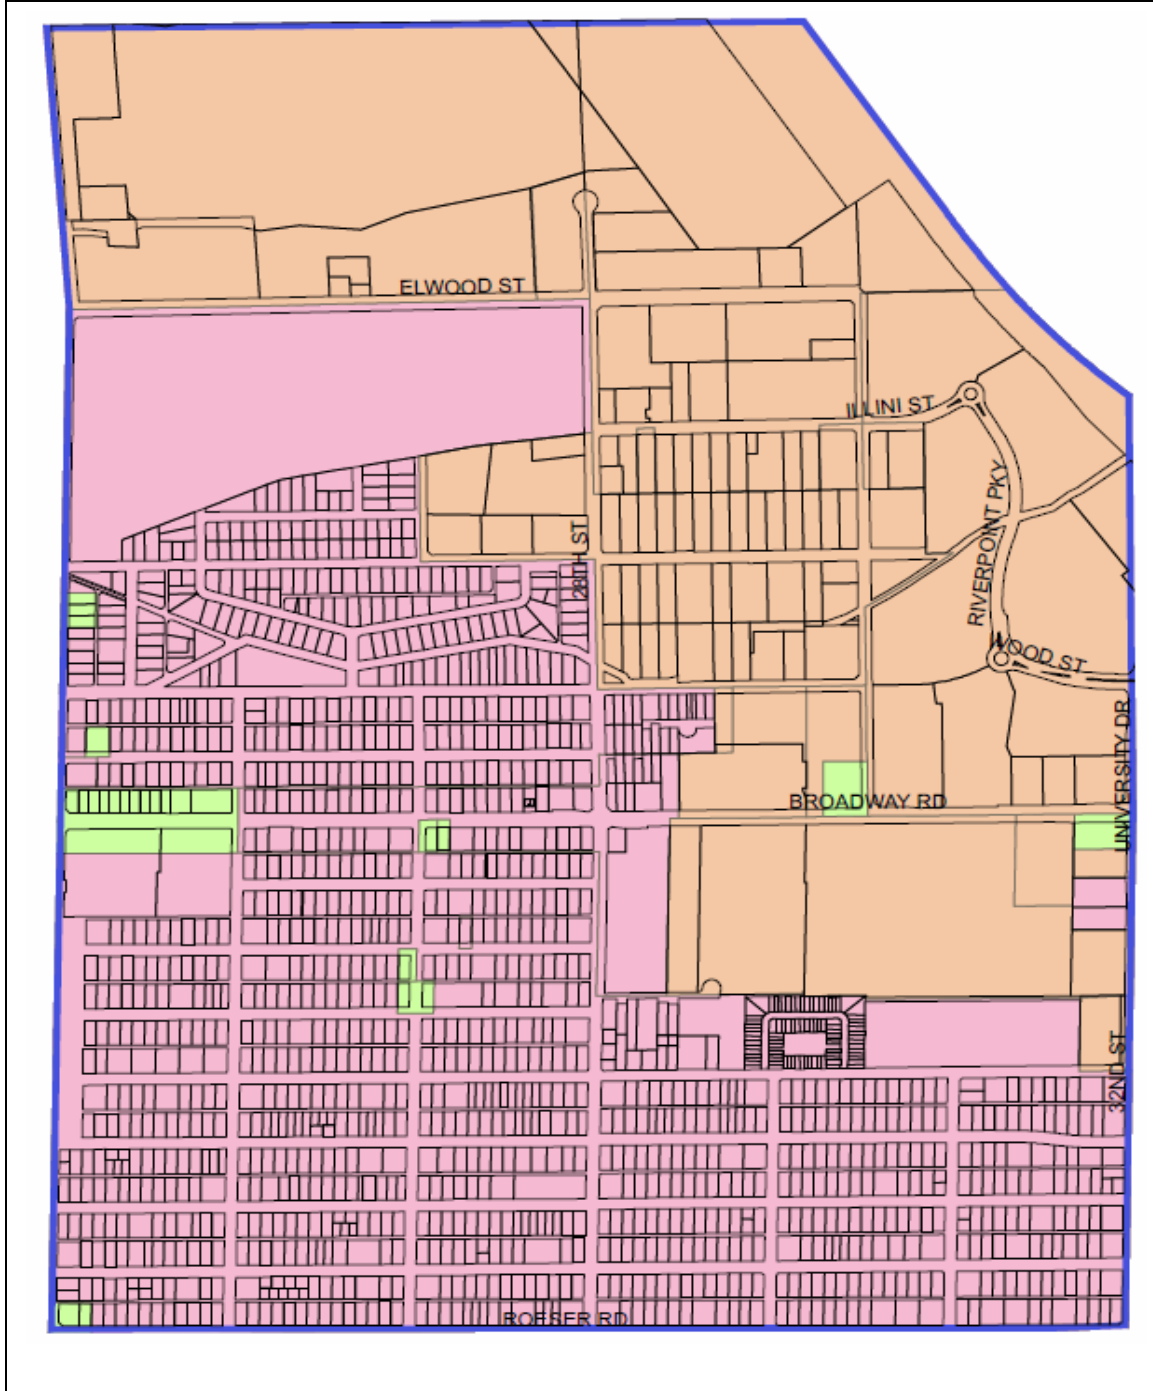 ELWOOD ST
ILLINI ST
RIVERPOINT PKY
28TH ST
WOOD ST
UNIVERSITY DR
BROADWAY RD
32ND ST
ROESER RD